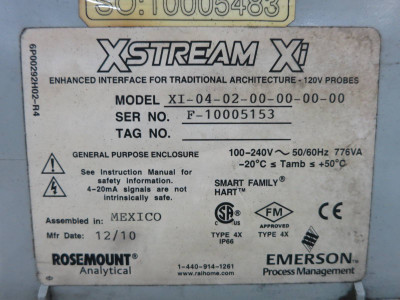 SO:10005483
6P00292H02-R4
XSTREAM Xi
ENHANCED INTERFACE FOR TRADITIONAL ARCHITECTURE - 120V PROBES
MODEL XI-04-02-00-00-00-00
SER NO. F-10005153
TAG NO.
GENERAL PURPOSE ENCLOSURE
100-240V ~ 50/60Hz 776VA
-20°C ≤ Tamb ≤ +50°C
See Instruction Manual for
safety information.
4-20mA signals are not
intrinsically safe.
SMART FAMILY®
HART™
Assembled in: MEXICO
Mfr Date: 12/10
SA
TYPE 4X
IP66
FM
APPROVED
TYPE 4X
CE
ROSEMOUNT®
Analytical
1-440-914-1261
www.raihome.com
EMERSON
Process Management